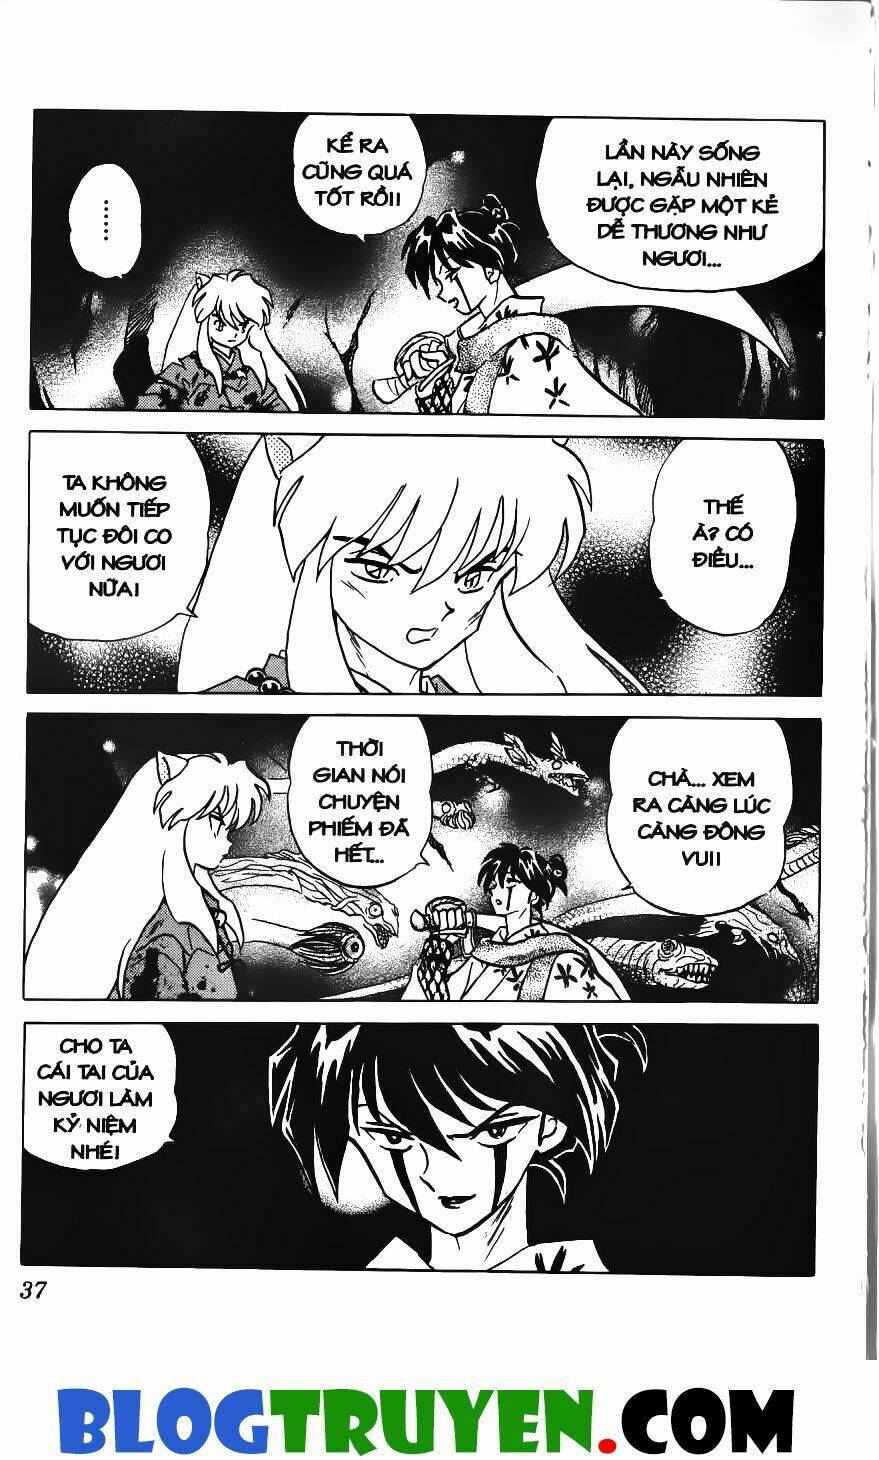 LẦN NÀY SỐNG
LẠI, NGẪU NHIÊN
ĐƯỢC GẶP MỘT KẺ
DỄ THƯƠNG NHƯ
NGƯƠI...
KỂ RA
CŨNG QUÁ
TỐT RỒI!
......
THẾ
À? CÓ
ĐIỀU...
TA KHÔNG
MUỐN TIẾP
TỤC ĐÔI CO
VỚI NGƯƠI
NỮA!
CHÀ... XEM
RA CÀNG LÚC
CÀNG ĐÔNG
VUI!
THỜI
GIAN NÓI
CHUYỆN
PHIẾM ĐÃ
HẾT...
CHO TA
CÁI TAI CỦA
NGƯƠI LÀM
KỶ NIỆM
NHÉ!
37
BLOGTRUYEN.COM